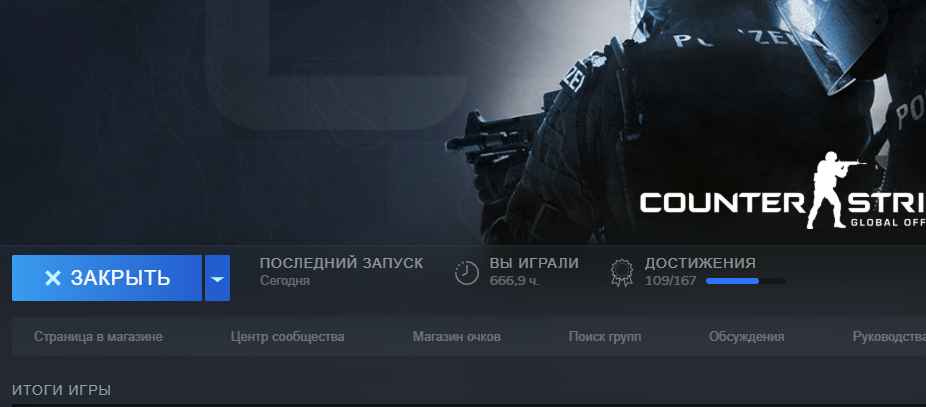 COUNTER STRI
GLOBAL OFF
ЗАКРЫТЬ
ПОСЛЕДНИЙ ЗАПУСК
Сегодня
ВЫ ИГРАЛИ
666,9 ч.
ДОСТИЖЕНИЯ
109/167
Страница в магазине Центр сообщества Магазин очков Поиск групп Обсуждения Руководства
ИТОГИ ИГРЫ